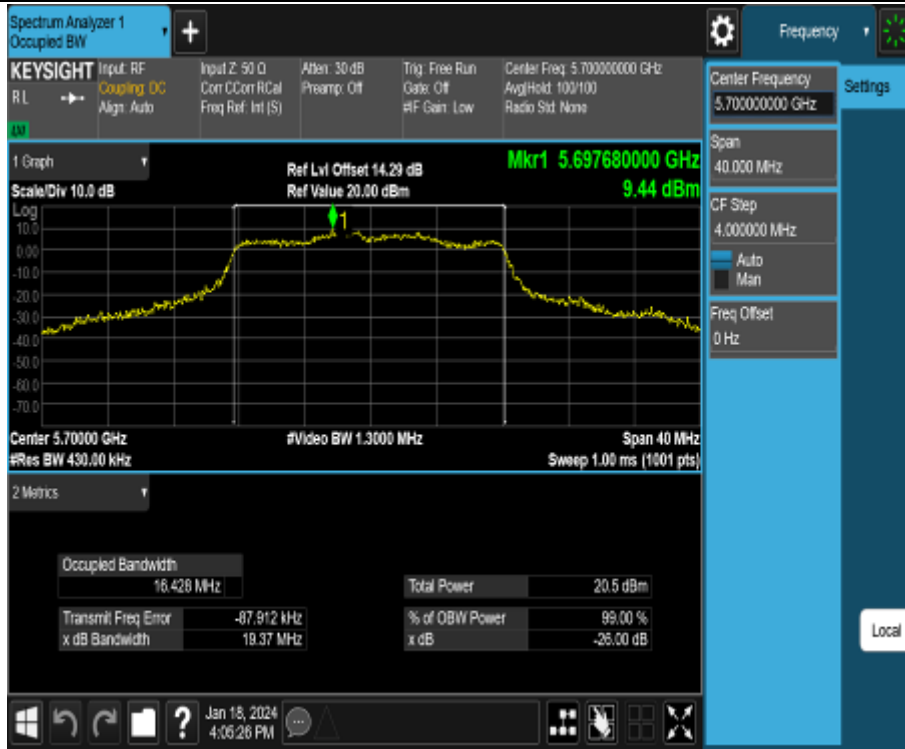 Spectrum Analyzer 1
Occupied BW
+
Frequency
KEYSIGHT
RL
Input: RF
Coupling: DC
Align: Auto
Input Z: 50 Ω
Corr CCorr RCal
Freq Ref: Int (S)
Atten: 30 dB
Preamp: Off
Trig: Free Run
Gate: Off
#IF Gain: Low
Center Freq: 5.700000000 GHz
Avg|Hold: 100/100
Radio Std: None
Center Frequency
5.700000000 GHz
Settings
Span
40.000 MHz
CF Step
4.000000 MHz
Auto
Man
Freq Offset
0 Hz
1 Graph
Scale/Div 10.0 dB
Ref Lvl Offset 14.29 dB
Ref Value 20.00 dBm
Mkr1 5.697680000 GHz
9.44 dBm
Log
10.0
0.00
-10.0
-20.0
-30.0
-40.0
-50.0
-60.0
-70.0
1
Center 5.70000 GHz
#Video BW 1.3000 MHz
Span 40 MHz
#Res BW 430.00 kHz
Sweep 1.00 ms (1001 pts)
2 Metrics
Occupied Bandwidth
16.428 MHz
Total Power 20.5 dBm
Transmit Freq Error -87.912 kHz
% of OBW Power 99.00 %
x dB Bandwidth 19.37 MHz
x dB -26.00 dB
Local
?
Jan 18, 2024
4:05:26 PM